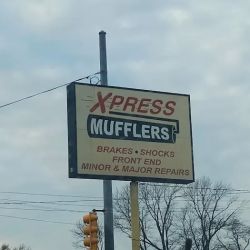 XPRESS
MUFFLERS
BRAKES • SHOCKS
FRONT END
MINOR & MAJOR REPAIRS